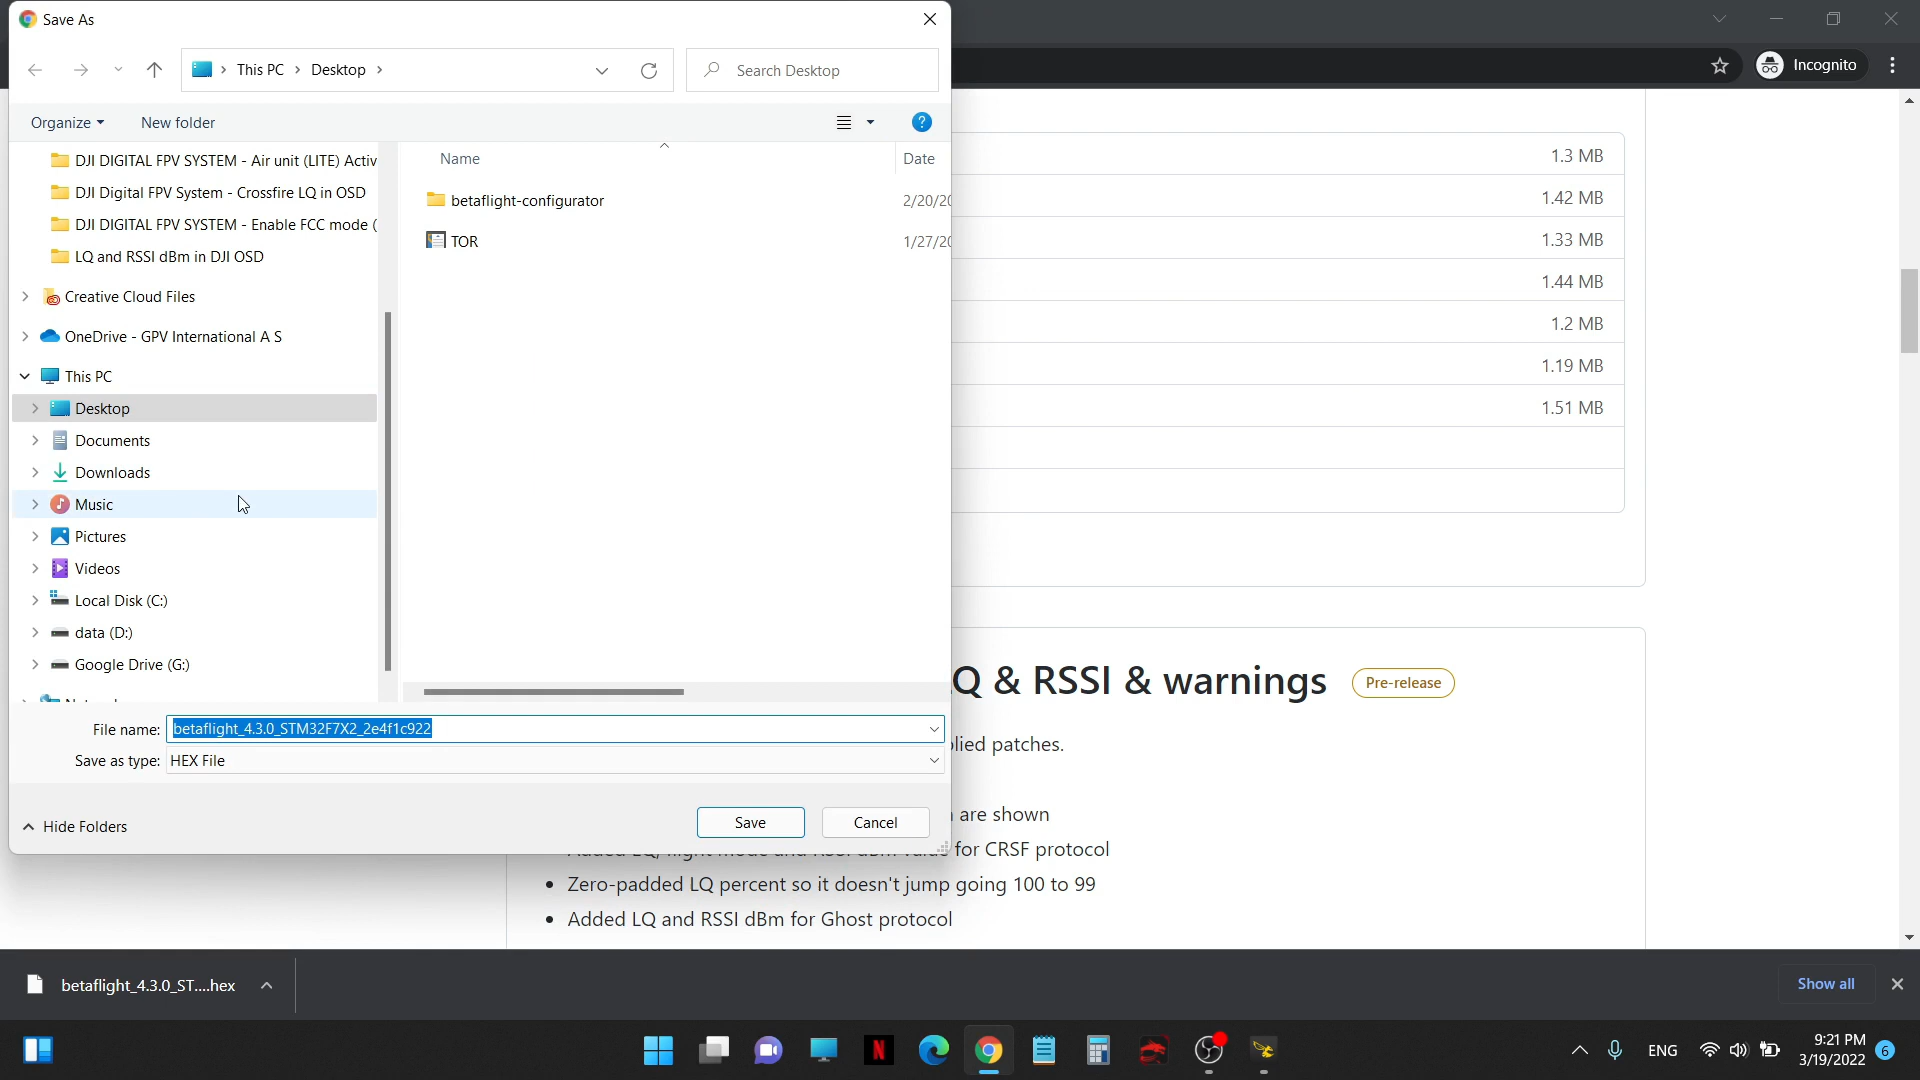 Save As
Incognito
This PC
Desktop
Search Desktop
Organize
New folder
DJI DIGITAL FPV SYSTEM - Air unit (LITE) Activ
DJI Digital FPV System - Crossfire LQ in OSD
DJI DIGITAL FPV SYSTEM - Enable FCC mode (
LQ and RSSI dBm in DJI OSD
Creative Cloud Files
OneDrive - GPV International A S
This PC
Desktop
Documents
Downloads
Music
Pictures
Videos
Local Disk (C:)
data (D:)
Google Drive (G:)
Name
Date
betaflight-configurator
2/20/20
TOR
1/27/20
1.3 MB
1.42 MB
1.33 MB
1.44 MB
1.2 MB
1.19 MB
1.51 MB
File name: betaflight_4.3.0_STM32F7X2_2e4f1c922
Save as type: HEX File
Hide Folders
Save
Cancel
Q & RSSI & warnings
Pre-release
lied patches.
are shown
for CRSF protocol
• Zero-padded LQ percent so it doesn't jump going 100 to 99
• Added LQ and RSSI dBm for Ghost protocol
betaflight_4.3.0_ST....hex
Show all
ENG
9:21 PM
3/19/2022
6